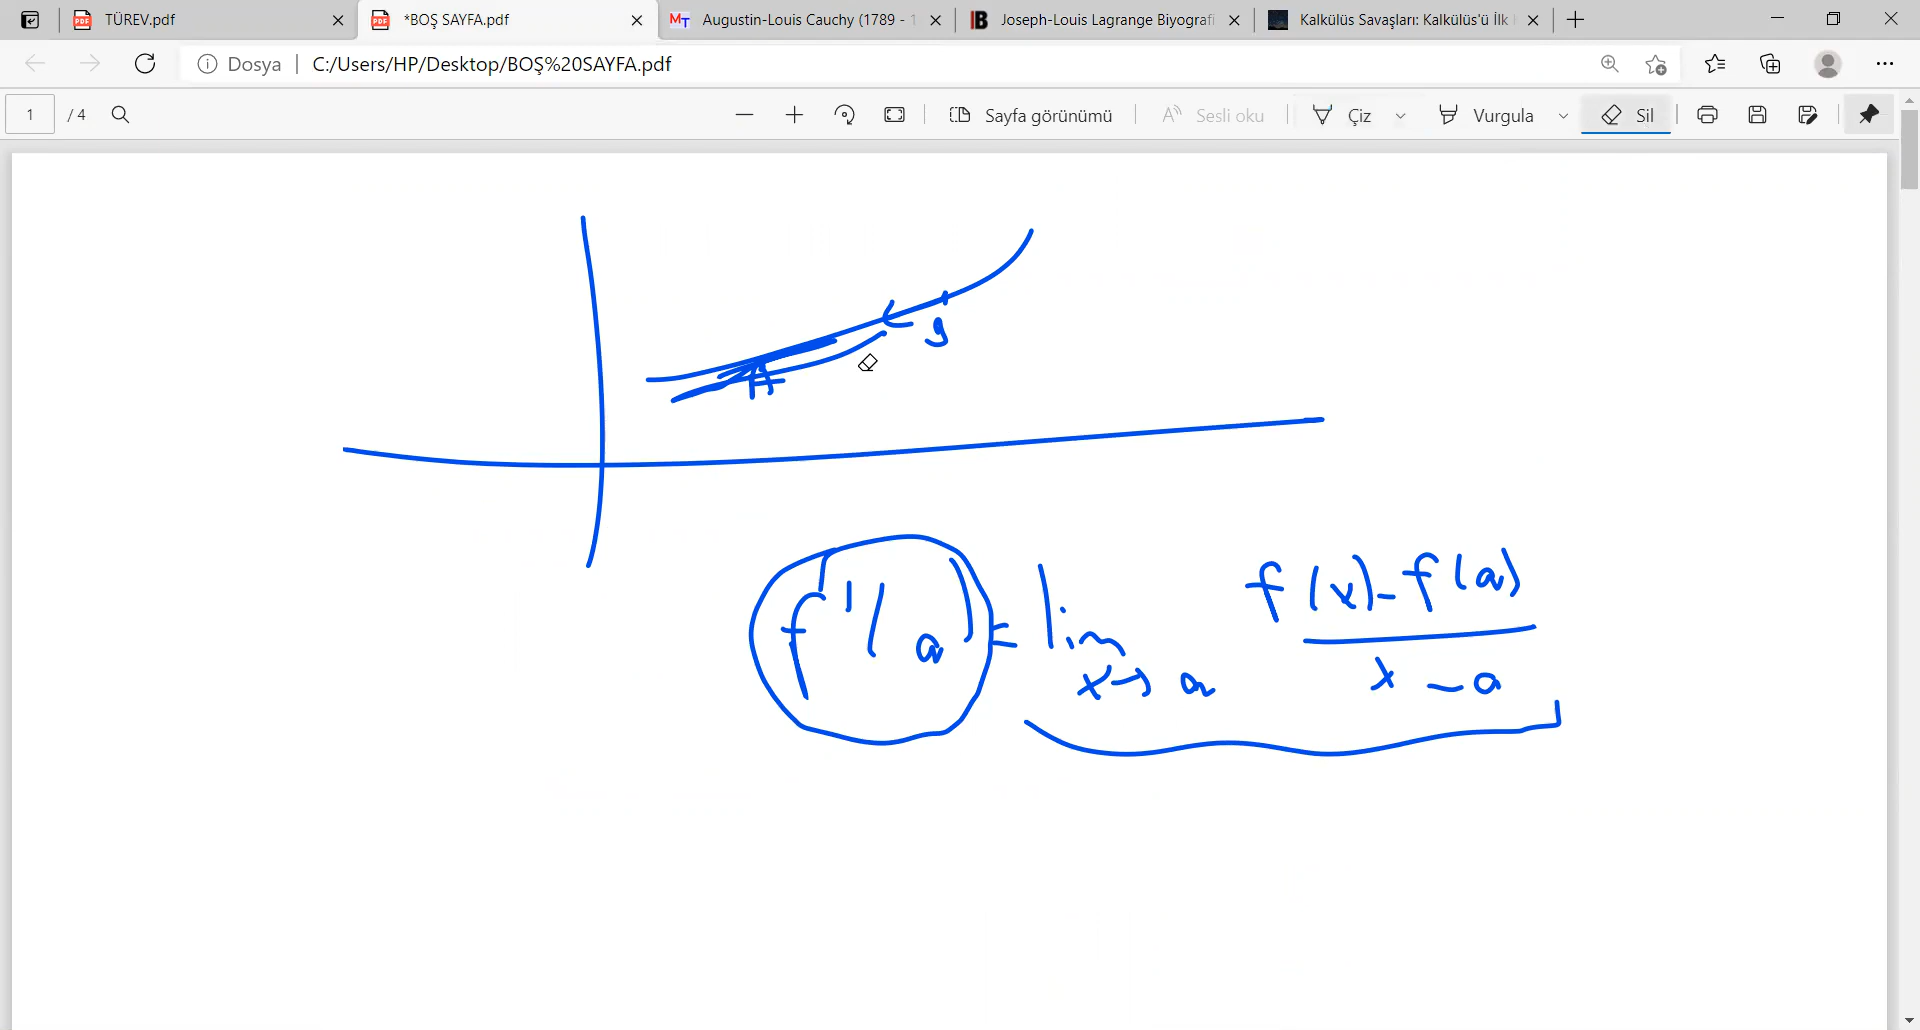 TÜREV.pdf
*BOŞ SAYFA.pdf
Augustin-Louis Cauchy (1789 - 1
Joseph-Louis Lagrange Biyografi
Kalkülüs Savaşları: Kalkülüs'ü İlk
Dosya | C:/Users/HP/Desktop/BOŞ%20SAYFA.pdf
1 / 4
Sayfa görünümü
Sesli oku
Çiz
Vurgula
Sil
A
f'(a) = lim f(x) - f(a)
x→a x - a